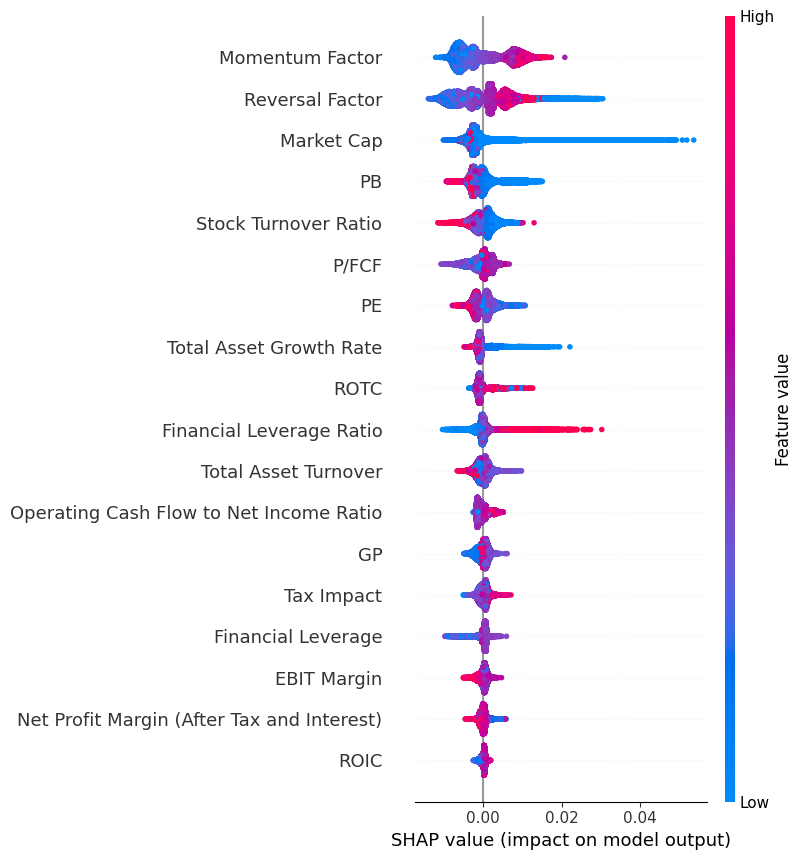 High
Momentum Factor
Reversal Factor
Market Cap
PB
Stock Turnover Ratio
P/FCF
PE
Total Asset Growth Rate
ROTC
Financial Leverage Ratio
Total Asset Turnover
Operating Cash Flow to Net Income Ratio
GP
Tax Impact
Financial Leverage
EBIT Margin
Net Profit Margin (After Tax and Interest)
ROIC
Feature value
Low
0.00 0.02 0.04
SHAP value (impact on model output)